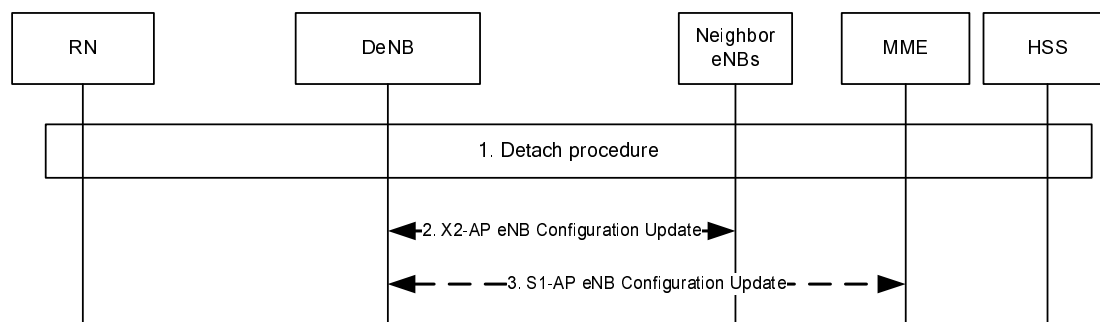 RN
DeNB
Neighbor
eNBs
MME
HSS
1. Detach procedure
2. X2-AP eNB Configuration Update
3. S1-AP eNB Configuration Update